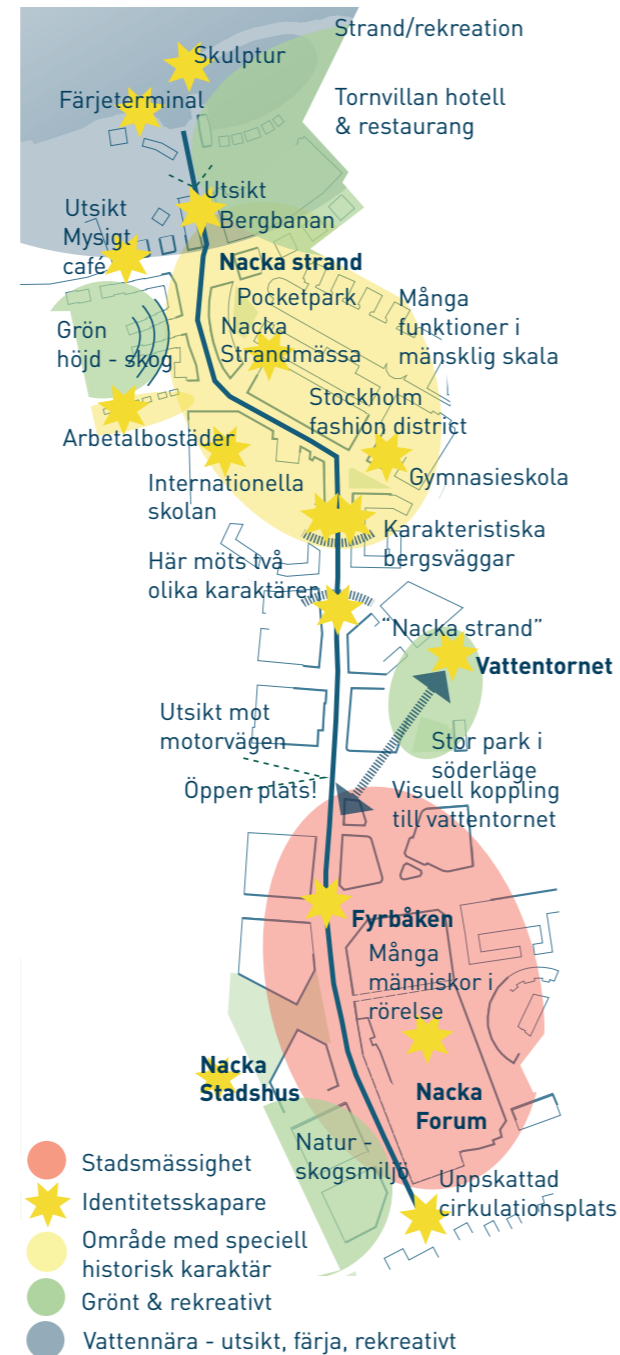 Strand/rekreation
Skulptur
Färjeterminal
Tornvillan hotell
& restaurang
Utsikt
Bergbanan
Utsikt
Mysigt
café
Nacka strand
Pocketpark
Många
funktioner i
mänsklig skala
Nacka
Strandmässa
Grön
höjd - skog
Stockholm
fashion district
Arbetalbostäder
Gymnasieskola
Internationella
skolan
Karakteristiska
bergsväggar
Här möts två
olika karaktärer
“Nacka strand”
Vattentornet
Utsikt mot
motorvägen
Stor park i
söderläge
Öppen plats!
Visuell koppling
till vattentornet
Fyrbåken
Många
människor i
rörelse
Nacka
Stadshus
Nacka
Forum
Natur -
skogsmiljö
Uppskattad
cirkulationsplats
Stadsmässighet
Identitetsskapare
Område med speciell
historisk karaktär
Grönt & rekreativt
Vattennära - utsikt, färja, rekreativt